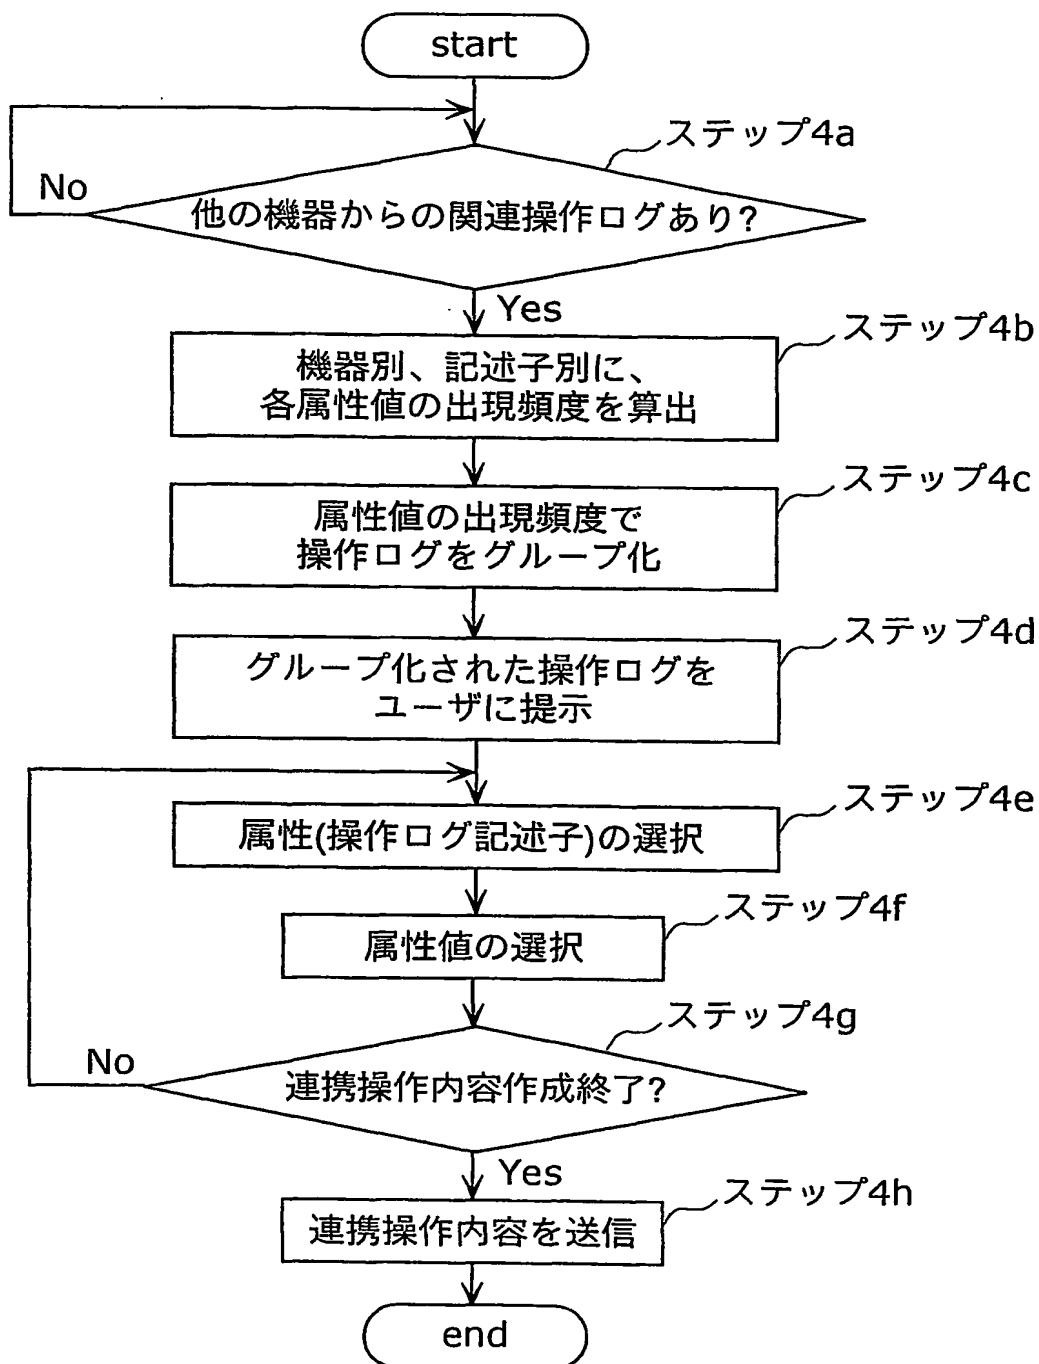 start
ステップ4a
No
他の機器からの関連操作ログあり?
Yes
ステップ4b
機器別、記述子別に、
各属性値の出現頻度を算出
ステップ4c
属性値の出現頻度で
操作ログをグループ化
ステップ4d
グループ化された操作ログを
ユーザに提示
ステップ4e
属性(操作ログ記述子)の選択
ステップ4f
属性値の選択
ステップ4g
No
連携操作内容作成終了?
Yes
ステップ4h
連携操作内容を送信
end